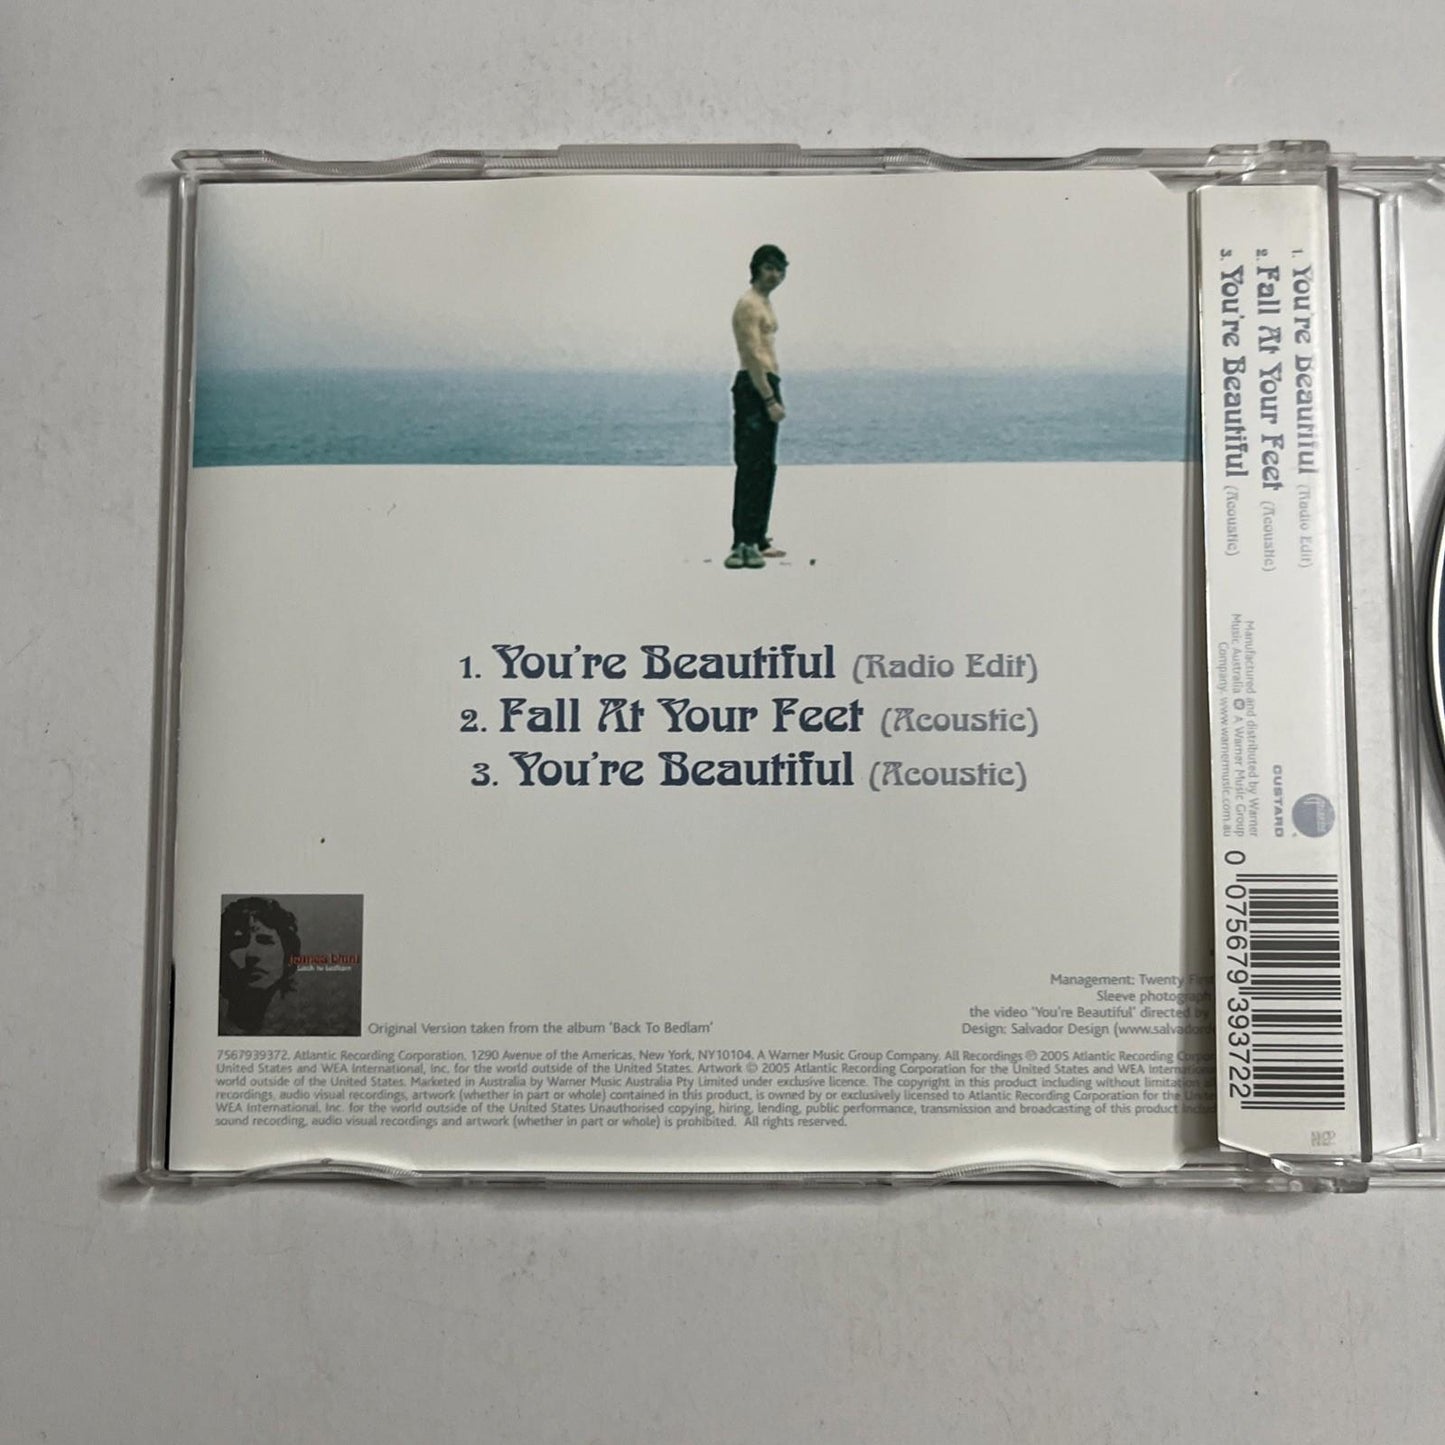 1. You're Beautiful (Radio Edit)
2. Fall At Your Feet (Acoustic)
3. You're Beautiful (Acoustic)
james blunt
back to bedlam
Original Version taken from the album 'Back To Bedlam'
Management: Twenty First
Sleeve photograph
the video 'You're Beautiful' directed by
Design: Salvador Design (www.salvador
7567939372. Atlantic Recording Corporation, 1290 Avenue of the Americas, New York, NY10104. A Warner Music Group Company. All Recordings ℗ 2005 Atlantic Recording
United States and WEA International, Inc. for the world outside of the United States. Artwork © 2005 Atlantic Recording Corporation for the United States and WEA
world outside of the United States. Marketed in Australia by Warner Music Australia Pty Limited under exclusive licence. The copyright in this product including without limitation
recordings, audio visual recordings, artwork (whether in part or whole) contained in this product, is owned by or exclusively licensed to Atlantic Recording Corporation for the
WEA International, Inc. for the world outside of the United States Unauthorised copying, hiring, lending, public performance, transmission and broadcasting of this product
sound recording, audio visual recordings and artwork (whether in part or whole) is prohibited. All rights reserved.
1. You're Beautiful (Radio Edit)
2. Fall At Your Feet (Acoustic)
3. You're Beautiful (Acoustic)
Manufactured and distributed by Warner
Music Australia A Warner Music Group
Company. www.warnermusic.com.au
CUSTARD
0 075679 393722